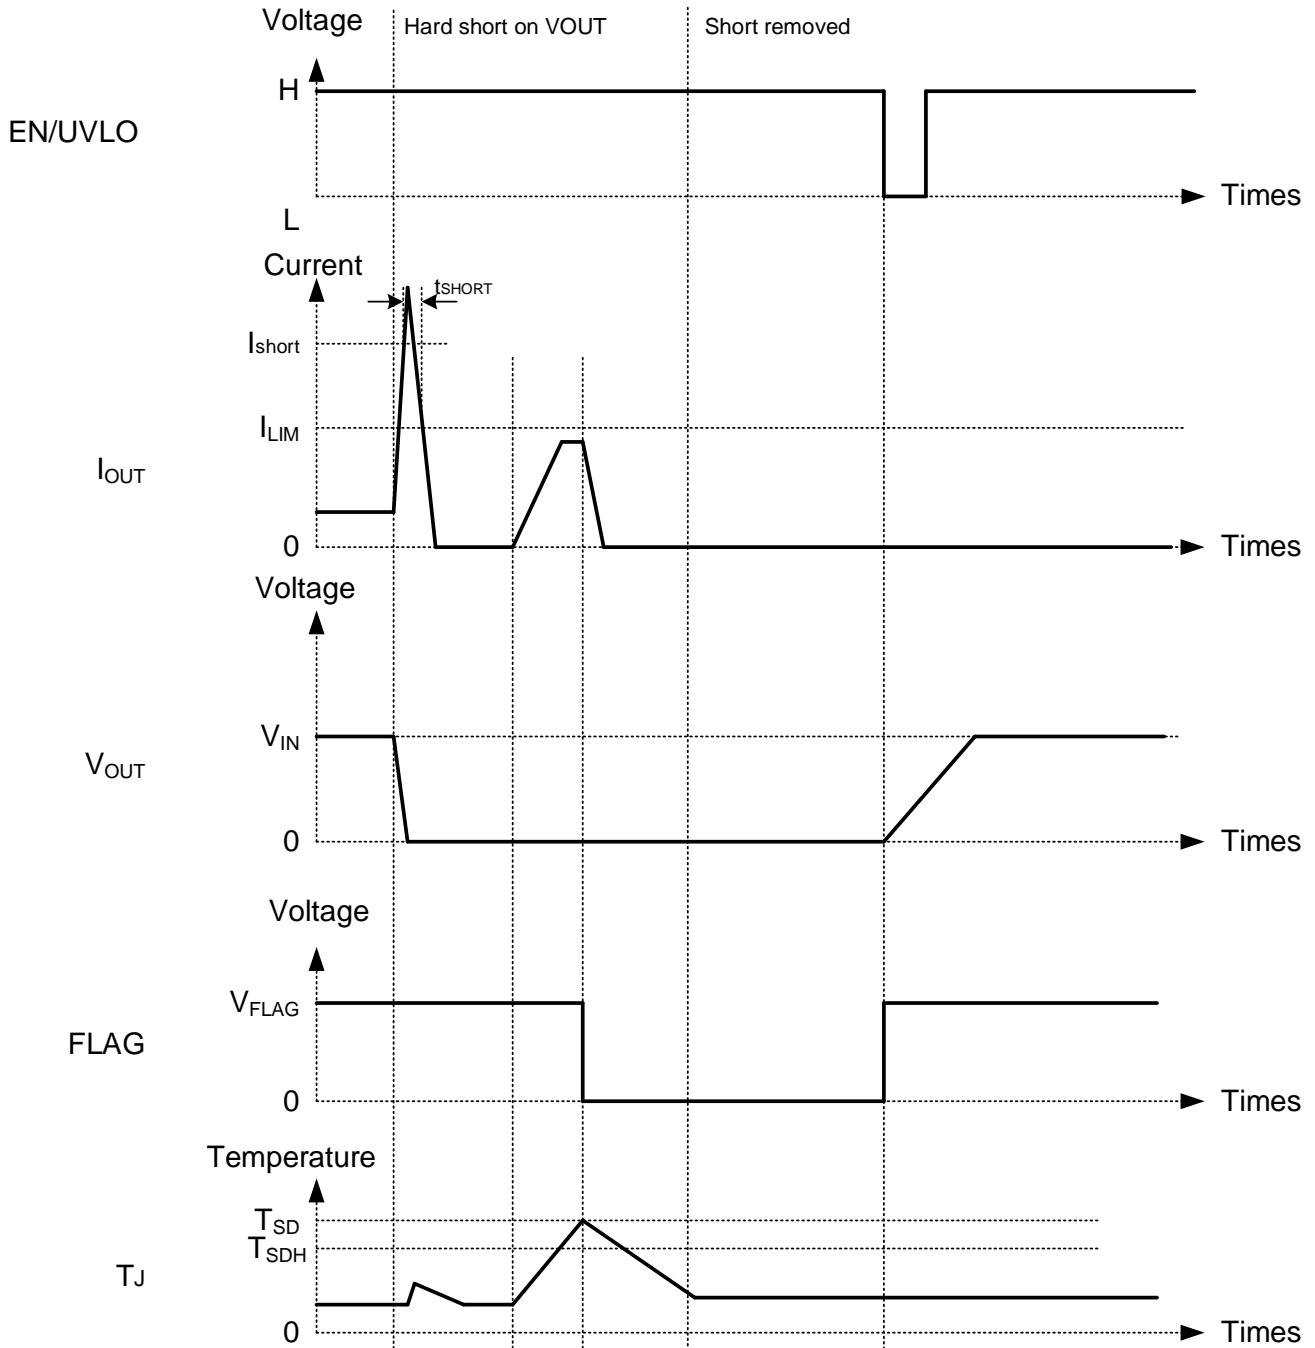 Voltage
Hard short on VOUT
Short removed
H
EN/UVLO
L
Times
Current
tSHORT
Ishort
ILIM
IOUT
0
Times
Voltage
VIN
VOUT
0
Times
Voltage
VFLAG
FLAG
0
Times
Temperature
TSD
TSDH
TJ
0
Times